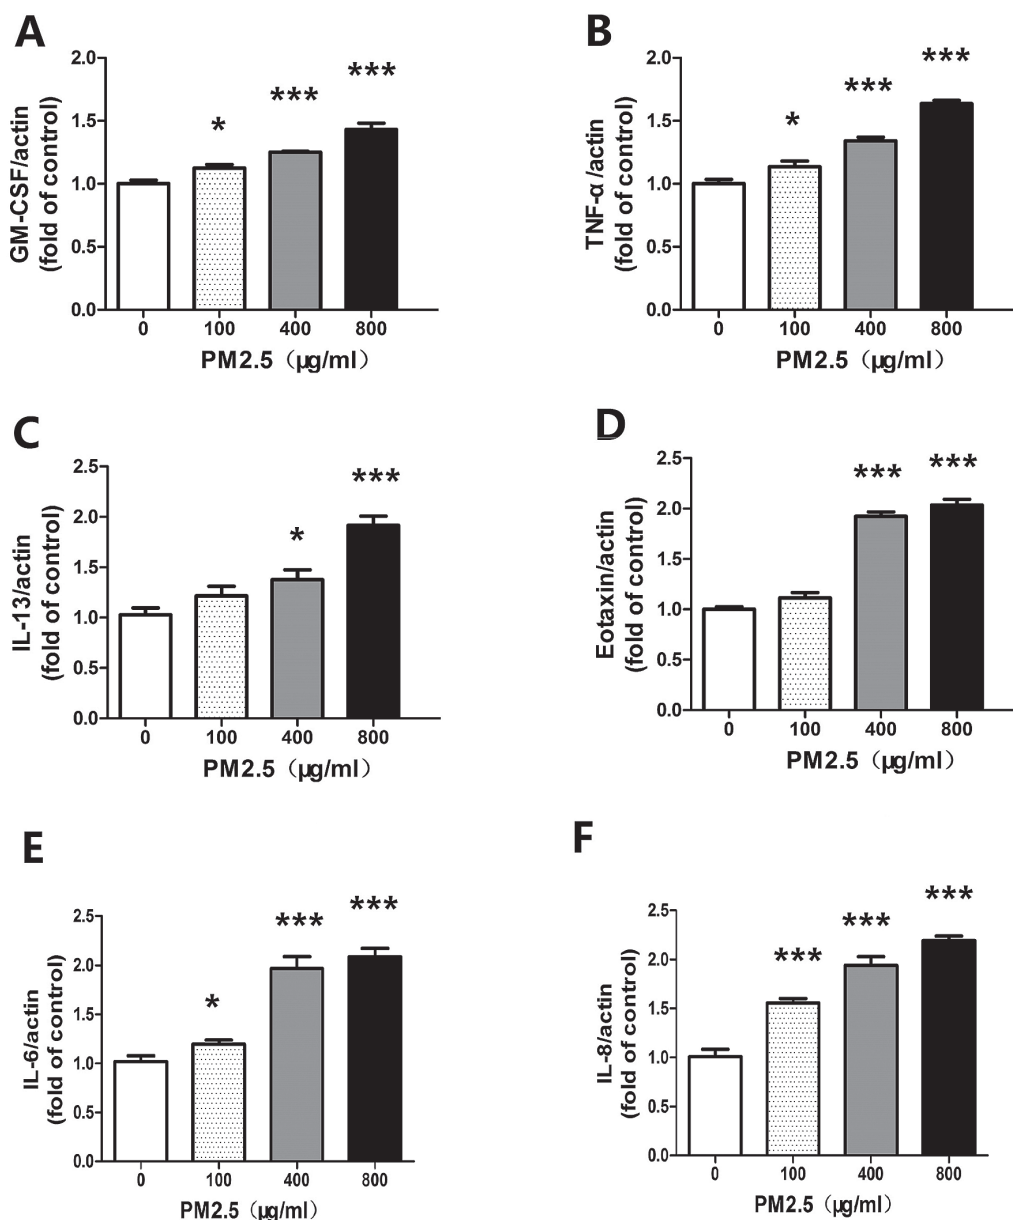 A
GM-CSF/actin
(fold of control)
2.0
1.5
1.0
0.5
0.0
*
***
***
0 100 400 800
PM2.5（μg/ml）
B
TNF-α/actin
(fold of control)
2.0
1.5
1.0
0.5
0.0
*
***
***
0 100 400 800
PM2.5（μg/ml）
C
IL-13/actin
(fold of control)
2.5
2.0
1.5
1.0
0.5
0.0
*
***
0 100 400 800
PM2.5（μg/ml）
D
Eotaxin/actin
(fold of control)
2.5
2.0
1.5
1.0
0.5
0.0
***
***
0 100 400 800
PM2.5（μg/ml）
E
IL-6/actin
(fold of control)
2.5
2.0
1.5
1.0
0.5
0.0
*
***
***
0 100 400 800
PM2.5（μg/ml）
F
IL-8/actin
(fold of control)
2.5
2.0
1.5
1.0
0.5
0.0
***
***
***
0 100 400 800
PM2.5（μg/ml）